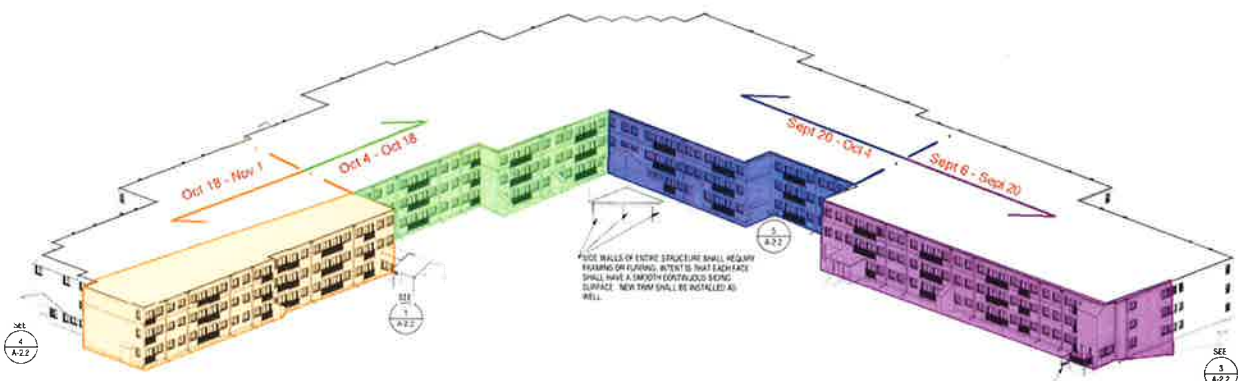 Oct 18 - Nov 1
Oct 4 - Oct 18
Sept 20 - Oct 4
Sept 6 - Sept 20
SIDE WALLS OF ENTIRE STRUCTURE SHALL REQUIRE
FRAMING OR FURRING. INTENT IS THAT EACH FACE
SHALL HAVE A SMOOTH CONTINUOUS SIDING
SURFACE. NEW TRIM SHALL BE INSTALLED AS
WELL.
5
A-2.2
SEE
1
A-2.2
SEE
4
A-2.2
SEE
3
A-2.2